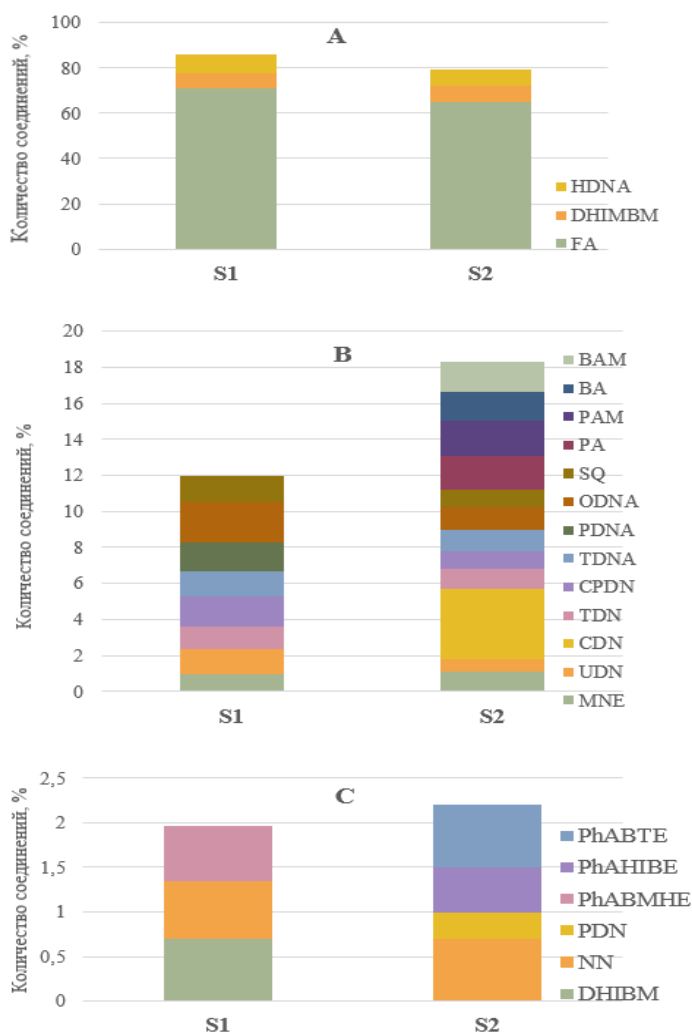 A
Количество соединений, %
100
80
60
40
20
0
S1
S2
HDNA
DHIMBM
FA
B
Количество соединений, %
20
18
16
14
12
10
8
6
4
2
0
S1
S2
BAM
BA
PAM
PA
SQ
ODNA
PDNA
TDNA
CPDN
TDN
CDN
UDN
MNE
C
Количество соединений, %
2,5
2
1,5
1
0,5
0
S1
S2
PhABTE
PhAHIBE
PhABMHE
PDN
NN
DHIBM